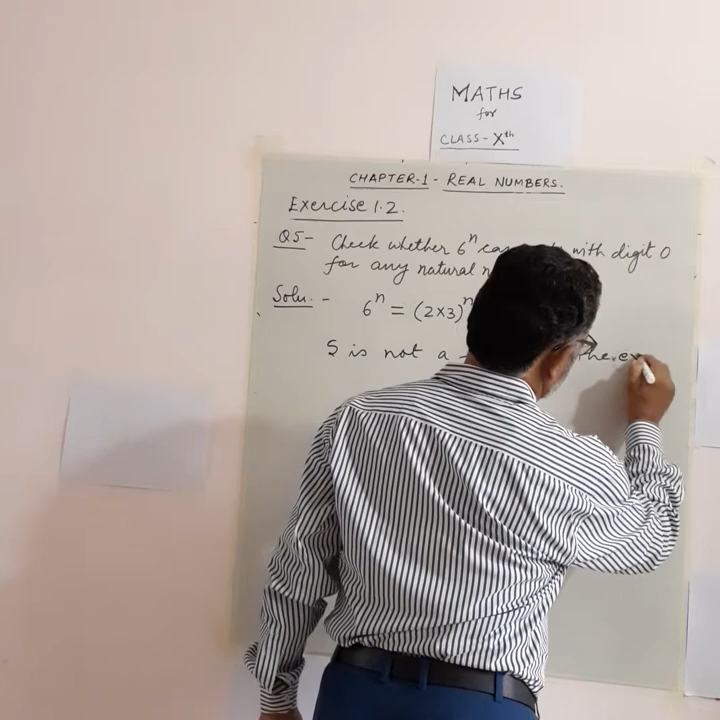 MATHS
for
CLASS - Xth
CHAPTER-1 - REAL NUMBERS.
Exercise 1.2.
Q5- Check whether 6ⁿ with digit 0
for any natural
Solu. - 6ⁿ = (2×3)ⁿ
5 is not a